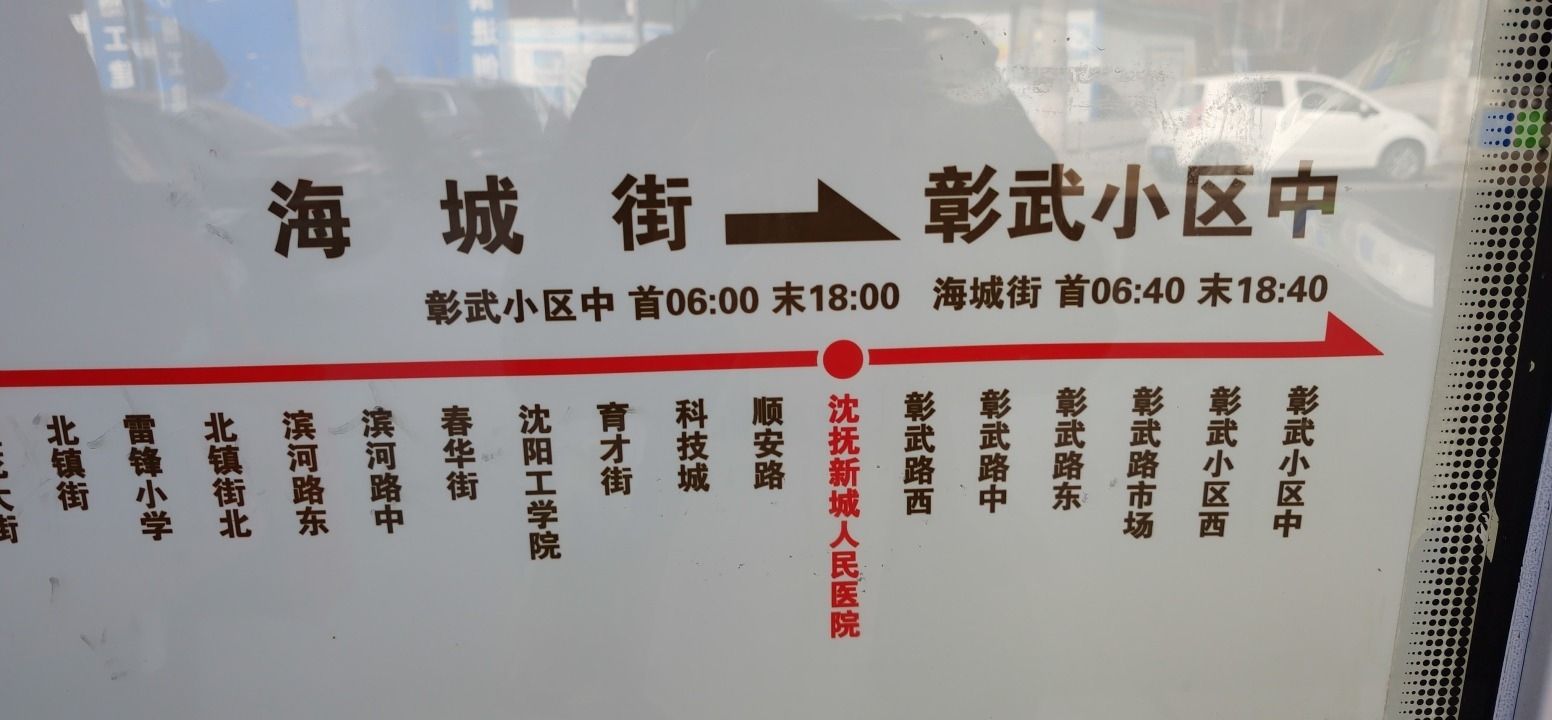 海城街
彰武小区中
彰武小区中 首06:00 末18:00 海城街 首06:40 末18:40
大街
北镇街
雷锋小学
北镇街北
滨河路东
滨河路中
春华街
沈阳工学院
育才街
科技城
顺安路
沈抚新城人民医院
彰武路西
彰武路中
彰武路东
彰武路市场
彰武小区西
彰武小区中